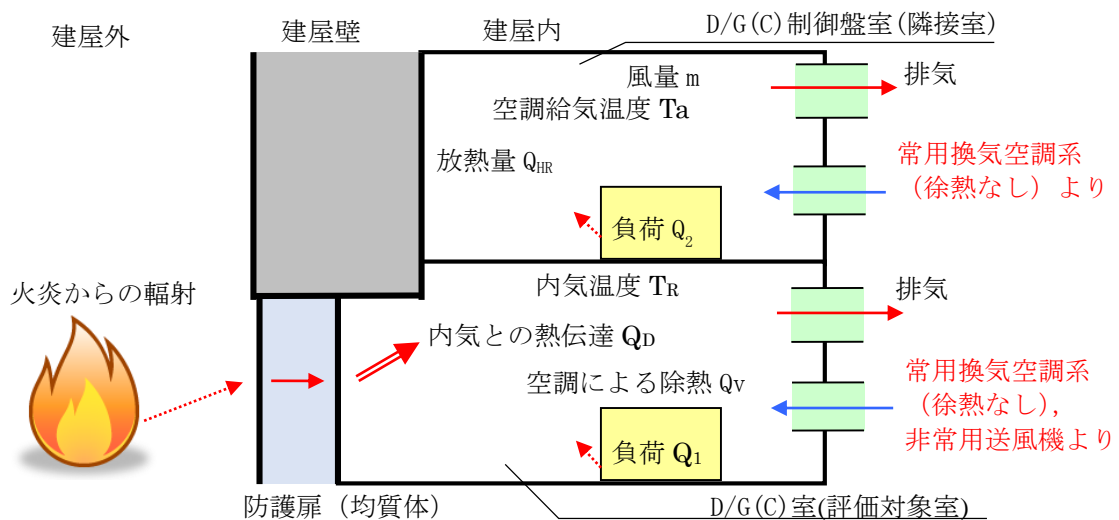 建屋外
建屋壁
建屋内
D/G(C)制御盤室(隣接室)
風量 m
排気
空調給気温度 Ta
放熱量 QHR
常用換気空調系
（徐熱なし）より
負荷 Q2
火炎からの輻射
内気温度 TR
排気
内気との熱伝達 QD
空調による除熱 Qv
常用換気空調系
（徐熱なし），
非常用送風機より
負荷 Q1
防護扉（均質体）
D/G(C)室(評価対象室)